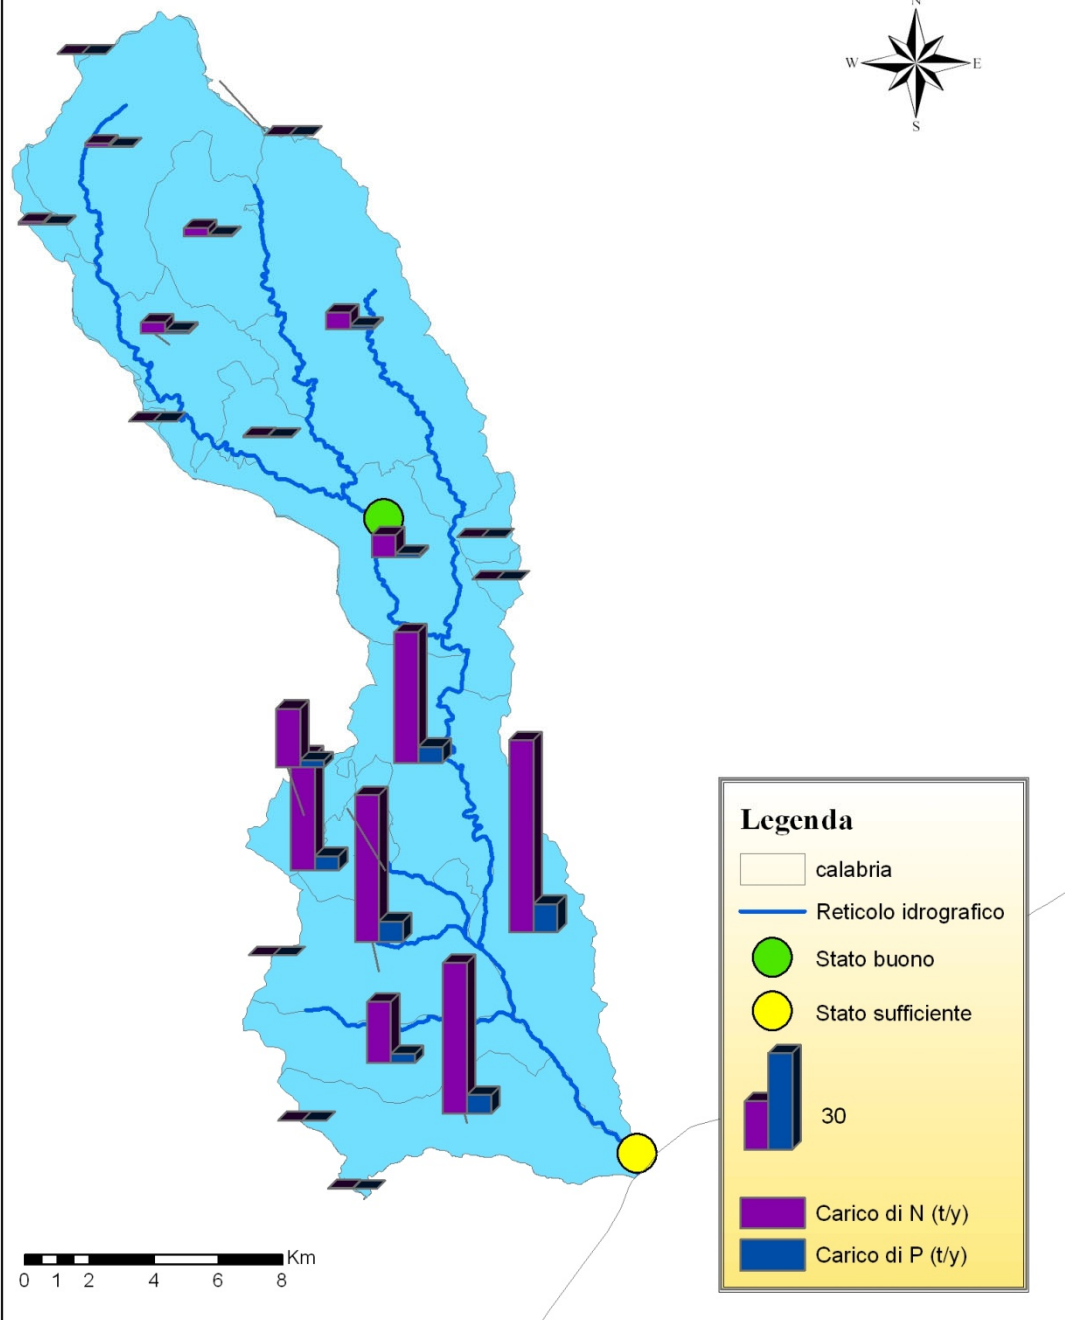 N
W E
S
Legenda
calabria
Reticolo idrografico
Stato buono
Stato sufficiente
30
Carico di N (t/y)
Carico di P (t/y)
Km
0 1 2 4 6 8